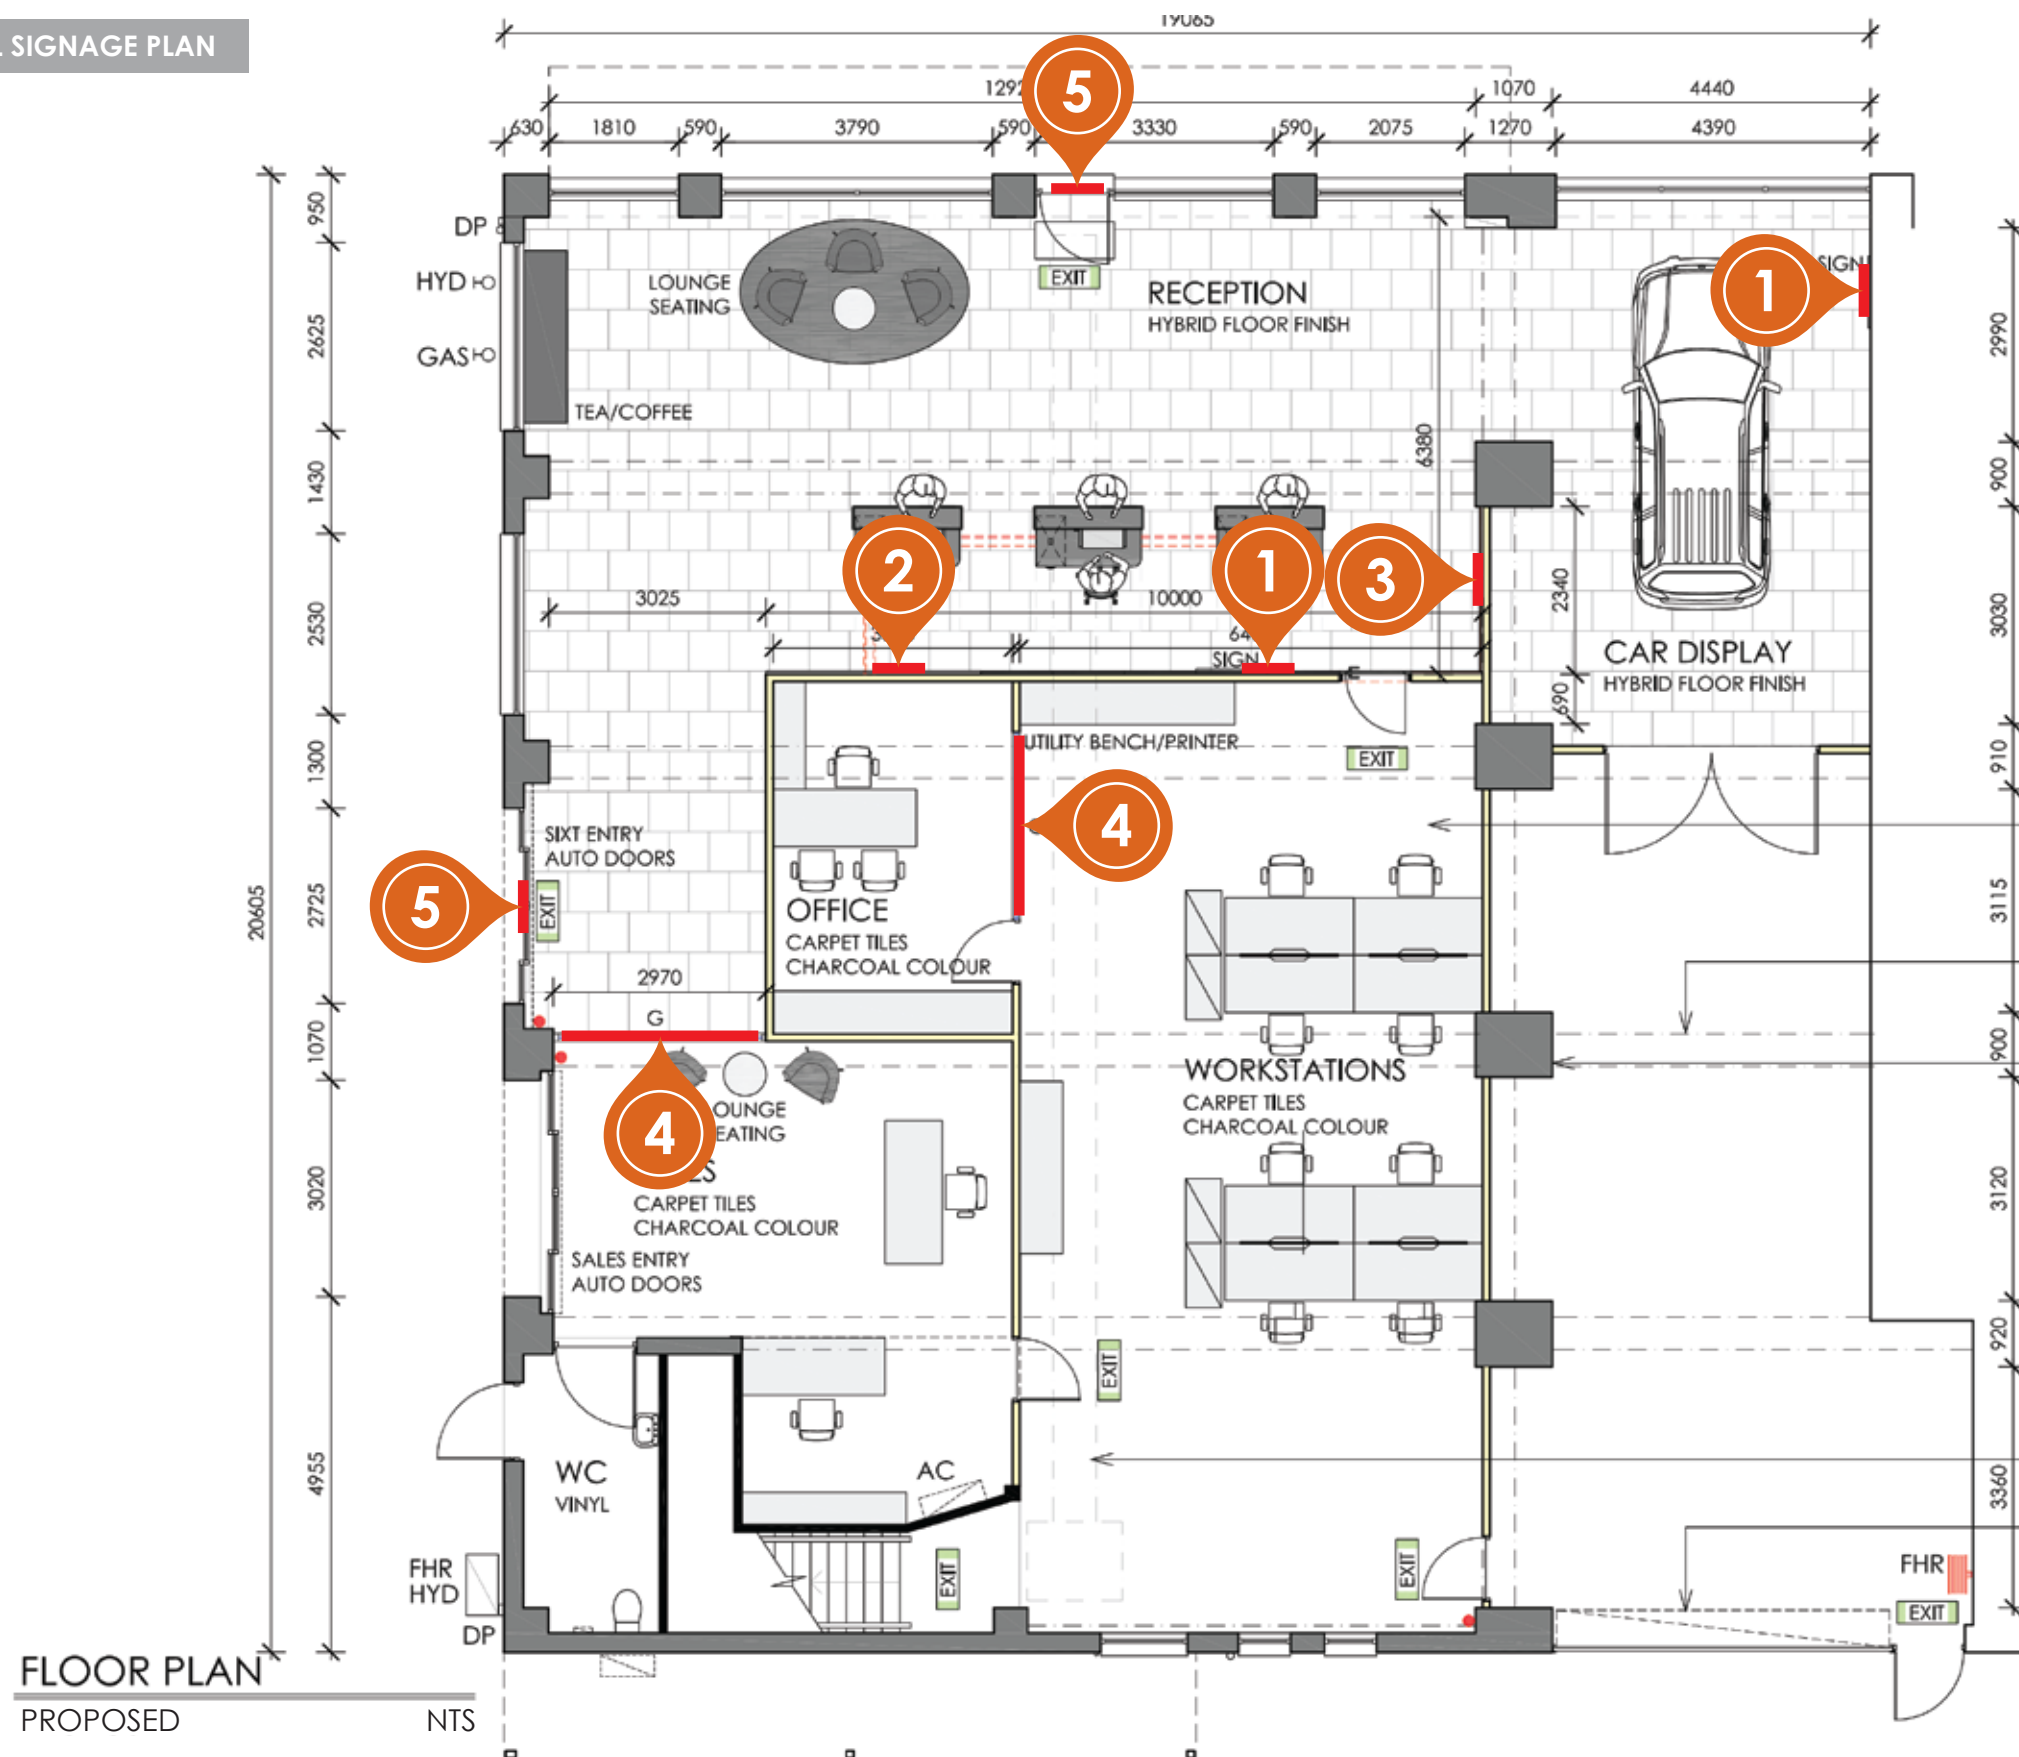 SIGNAGE PLAN
19065
5
1070
4440
630
1810
590
3790
590
3330
590
2075
1270
4390
950
DP
HYD
GAS
2625
LOUNGE
SEATING
EXIT
RECEPTION
HYBRID FLOOR FINISH
SIGN
1
2990
TEA/COFFEE
1430
6380
900
2
1
3
3025
10000
2530
2340
3030
SIGN
CAR DISPLAY
HYBRID FLOOR FINISH
690
UTILITY BENCH/PRINTER
EXIT
1300
910
4
SIXT ENTRY
AUTO DOORS
5
EXIT
20605
2725
3115
OFFICE
CARPET TILES
CHARCOAL COLOUR
2970
G
1070
900
WORKSTATIONS
CARPET TILES
CHARCOAL COLOUR
4
CARPET TILES
CHARCOAL COLOUR
3020
3120
SALES ENTRY
AUTO DOORS
EXIT
920
WC
VINYL
AC
4955
3360
FHR
HYD
DP
EXIT
EXIT
FHR
EXIT
FLOOR PLAN
PROPOSED
NTS